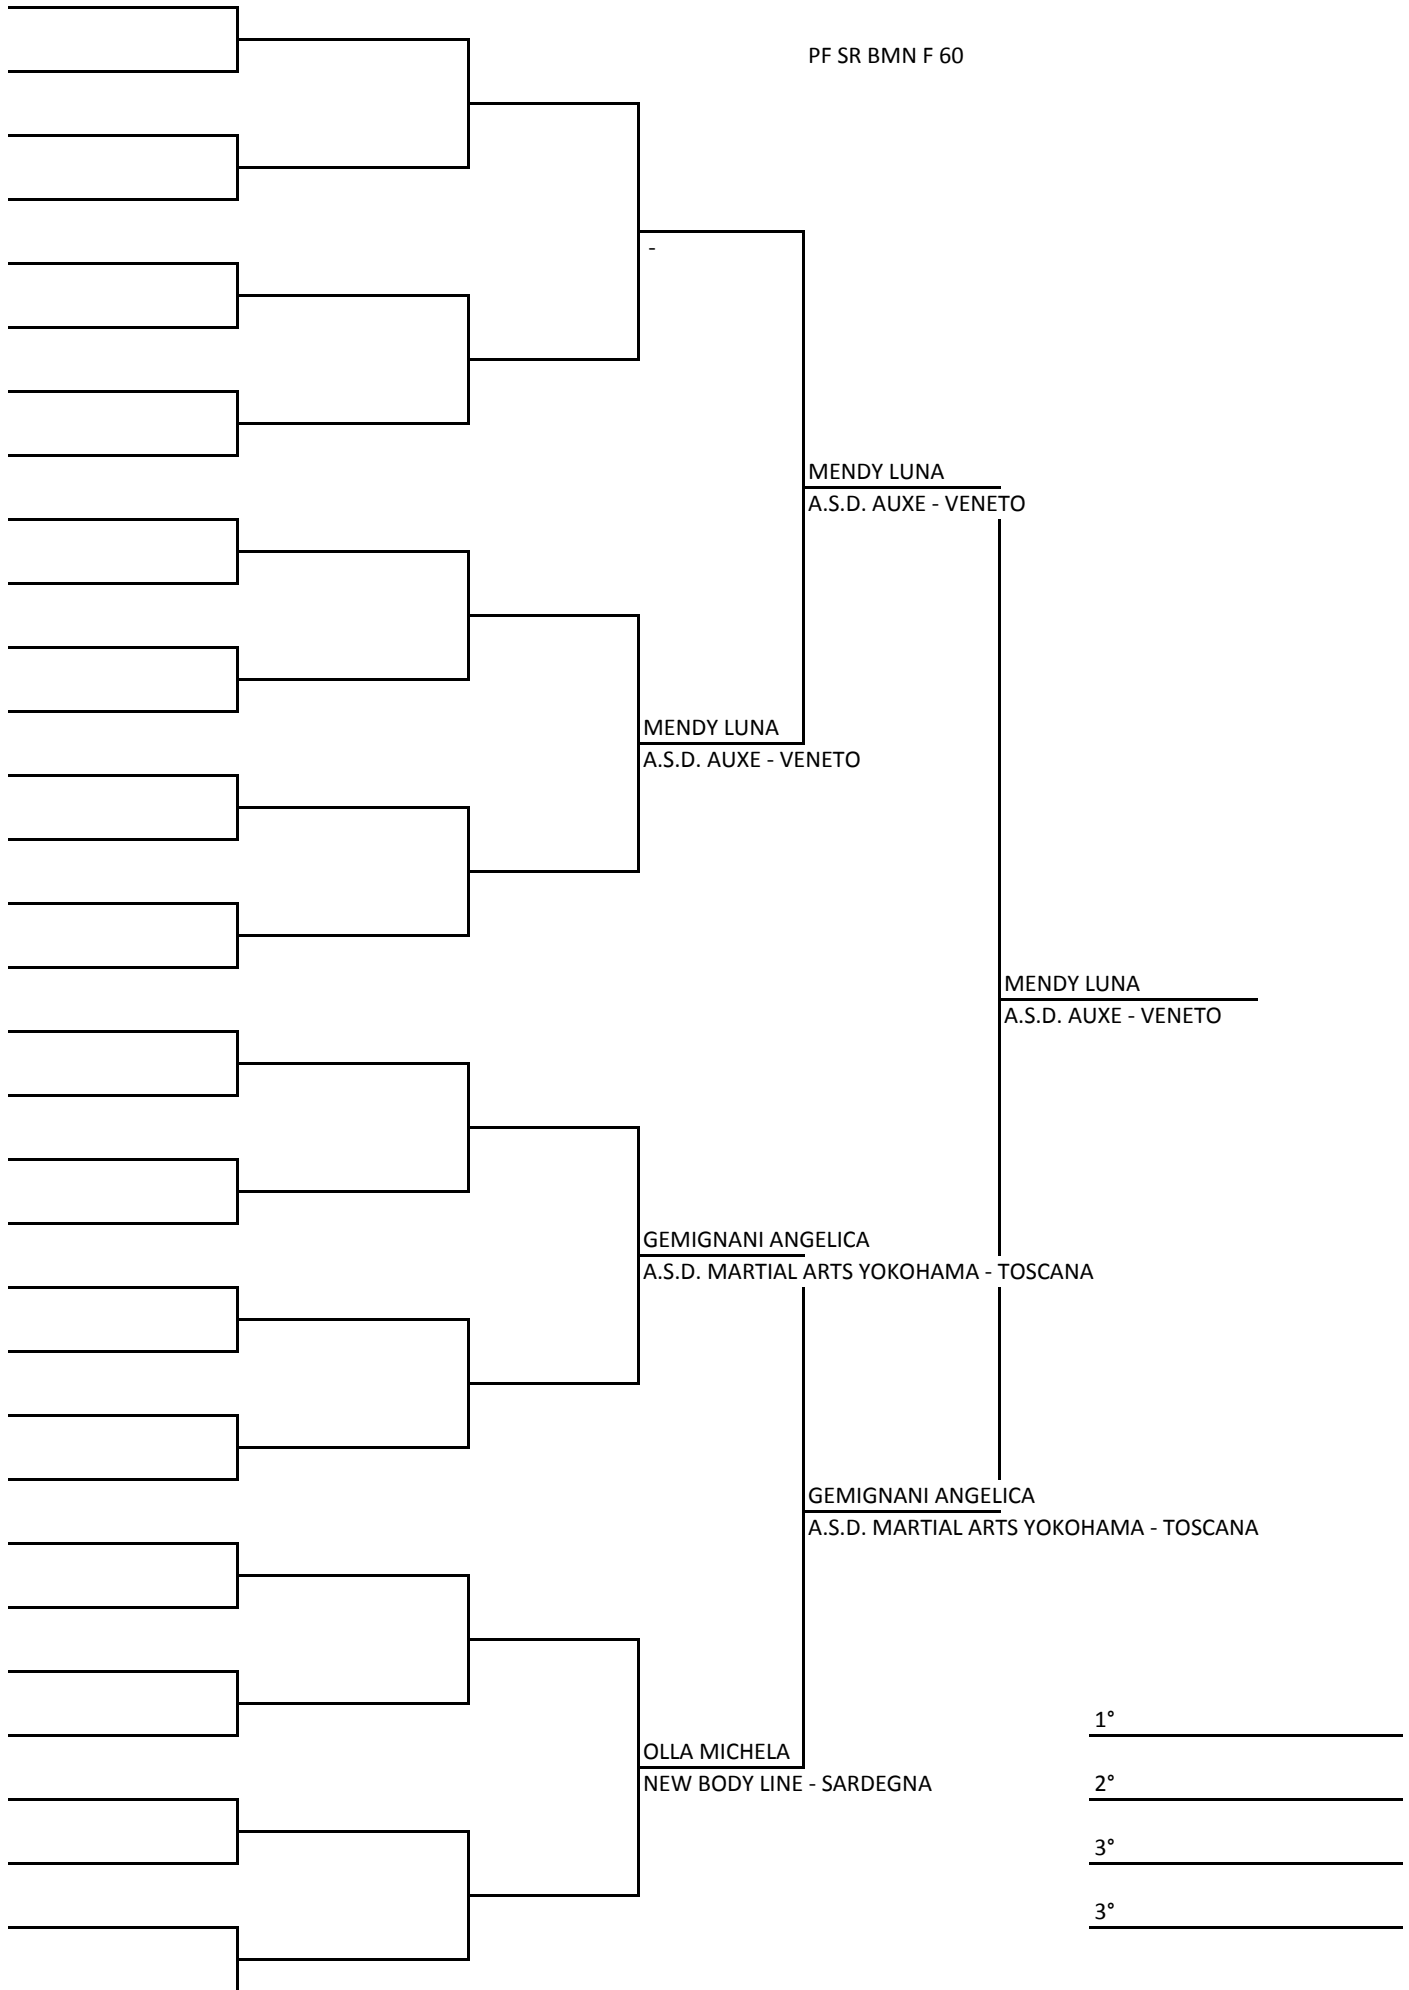 PF SR BMN F 60
-
MENDY LUNA
A.S.D. AUXE - VENETO
MENDY LUNA
A.S.D. AUXE - VENETO
MENDY LUNA
A.S.D. AUXE - VENETO
GEMIGNANI ANGELICA
A.S.D. MARTIAL ARTS YOKOHAMA - TOSCANA
GEMIGNANI ANGELICA
A.S.D. MARTIAL ARTS YOKOHAMA - TOSCANA
1°
OLLA MICHELA
NEW BODY LINE - SARDEGNA
2°
3°
3°